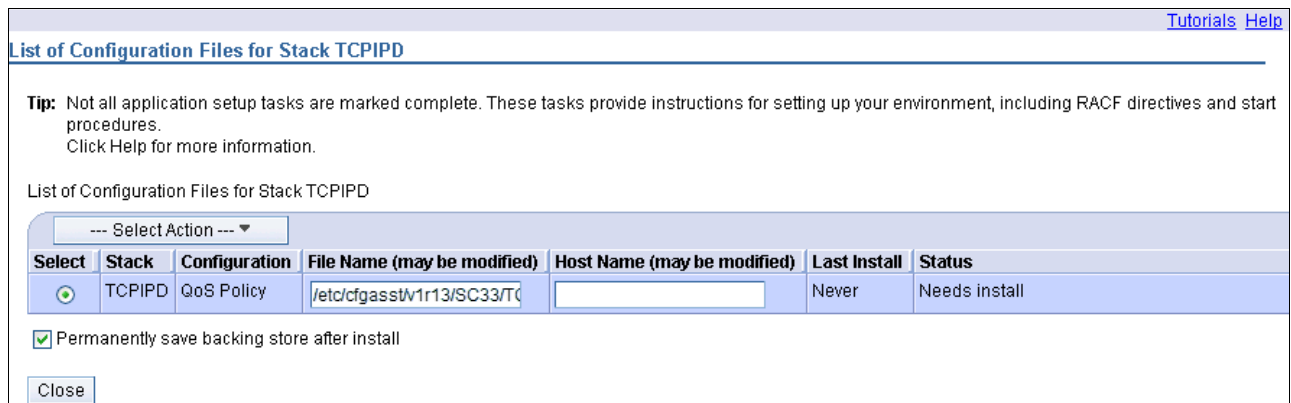 Tutorials Help
List of Configuration Files for Stack TCPIPD
Tip: Not all application setup tasks are marked complete. These tasks provide instructions for setting up your environment, including RACF directives and start
procedures.
Click Help for more information.
List of Configuration Files for Stack TCPIPD
--- Select Action ---
Select Stack Configuration File Name (may be modified) Host Name (may be modified) Last Install Status
TCPIPD QoS Policy /etc/cfgasst/v1r13/SC33/TC Never Needs install
Permanently save backing store after install
Close